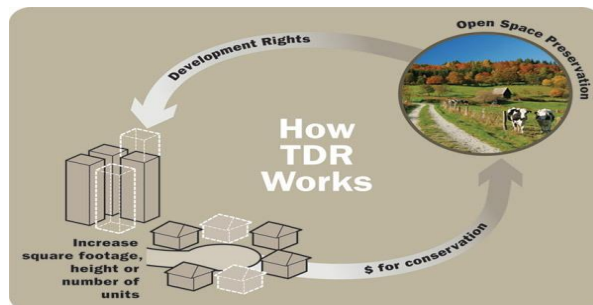 Open Space Preservation
Development Rights
How
TDR
Works
Increase
square footage,
height or
number of
units
$ for conservation